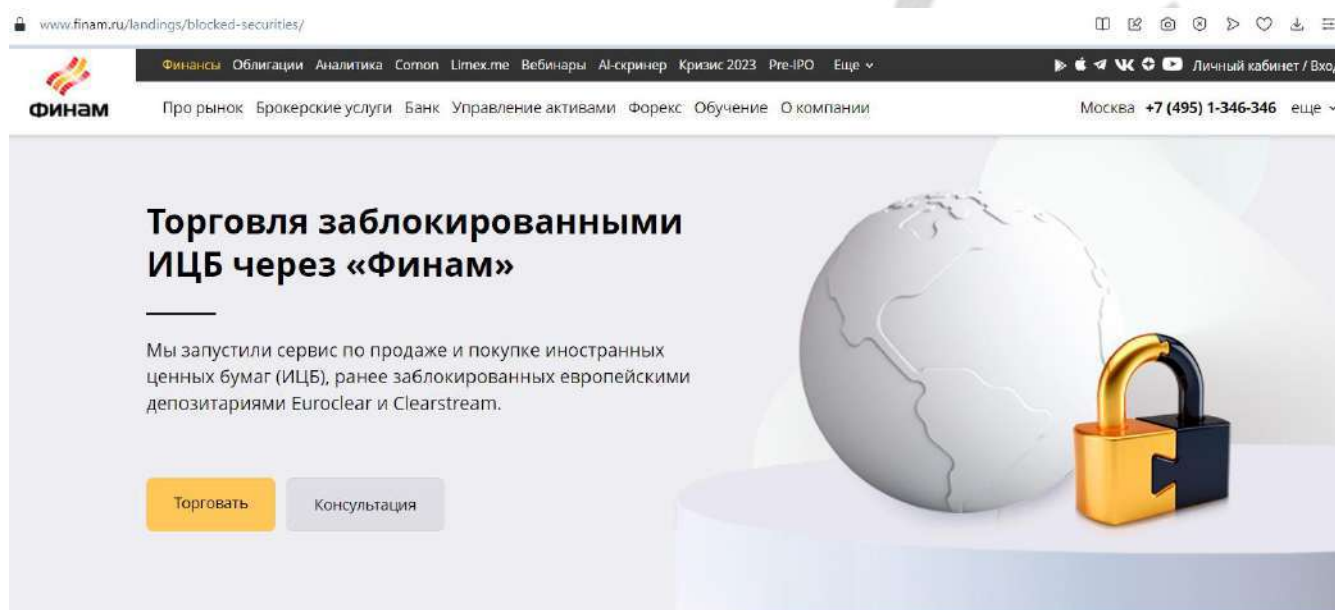 www.finam.ru/landings/blocked-securities/
Финансы Облигации Аналитика Comon Limex.me Вебинары AI-скринер Кризис 2023 Pre-IPO Еще Личный кабинет / Вход
ФИНАМ
Про рынок Брокерские услуги Банк Управление активами Форекс Обучение О компании Москва +7 (495) 1-346-346 еще
Торговля заблокированными
ИЦБ через «Финам»
Мы запустили сервис по продаже и покупке иностранных
ценных бумаг (ИЦБ), ранее заблокированных европейскими
депозитариями Euroclear и Clearstream.
Торговать Консультация